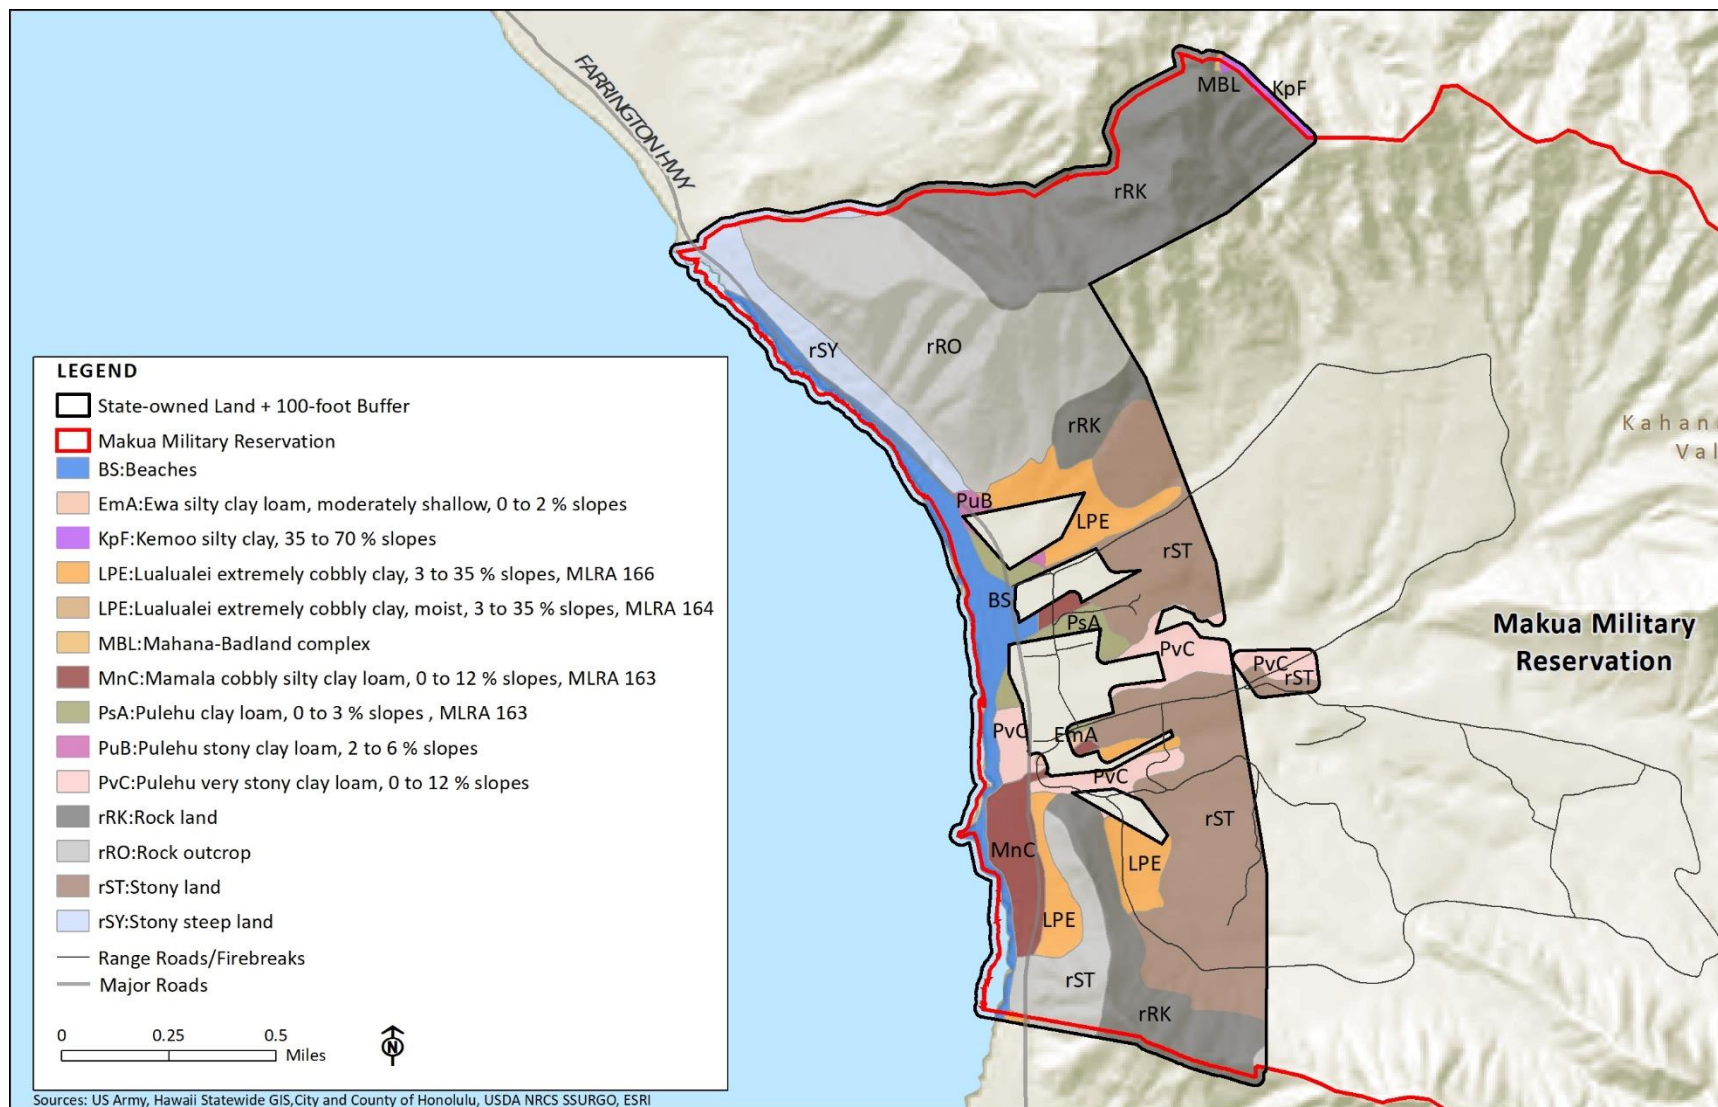 FARRINGTON HWY
MBL
KpF
rRK
rSY
rRO
rRK
PuB
LPE
rST
BS
PsA
PvC
PvC
rST
Makua Military
Reservation
PvC
EmA
PvC
rST
MnC
LPE
LPE
rST
rRK
LEGEND
State-owned Land + 100-foot Buffer
Makua Military Reservation
BS:Beaches
EmA:Ewa silty clay loam, moderately shallow, 0 to 2 % slopes
KpF:Kemoo silty clay, 35 to 70 % slopes
LPE:Lualualei extremely cobbly clay, 3 to 35 % slopes, MLRA 166
LPE:Lualualei extremely cobbly clay, moist, 3 to 35 % slopes, MLRA 164
MBL:Mahana-Badland complex
MnC:Mamala cobbly silty clay loam, 0 to 12 % slopes, MLRA 163
PsA:Pulehu clay loam, 0 to 3 % slopes , MLRA 163
PuB:Pulehu stony clay loam, 2 to 6 % slopes
PvC:Pulehu very stony clay loam, 0 to 12 % slopes
rRK:Rock land
rRO:Rock outcrop
rST:Stony land
rSY:Stony steep land
Range Roads/Firebreaks
Major Roads
0 0.25 0.5
Miles
N
Sources: US Army, Hawaii Statewide GIS,City and County of Honolulu, USDA NRCS SSURGO, ESRI